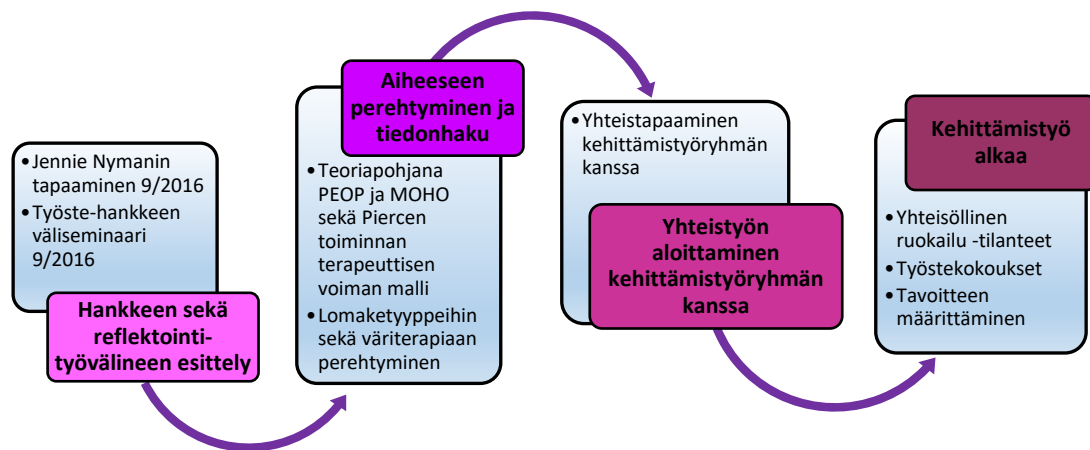 •Jennie Nymanin
tapaaminen 9/2016
•Työste-hankkeen
väliseminaari
9/2016
Hankkeen sekä
reflektointi-
työvälineen esittely
Aiheeseen
perehtyminen ja
tiedonhaku
•Teoriapohjana
PEOP ja MOHO
sekä Piercen
toiminnan
terapeuttisen
voiman malli
•Lomaketyyppeihin
sekä väriterapiaan
perehtyminen
•Yhteistapaaminen
kehittämistyöryhmän
kanssa
Yhteistyön
aloittaminen
kehittämistyöryhmän
kanssa
Kehittämistyö
alkaa
•Yhteisöllinen
ruokailu -tilanteet
•Työstekokoukset
•Tavoitteen
määrittäminen